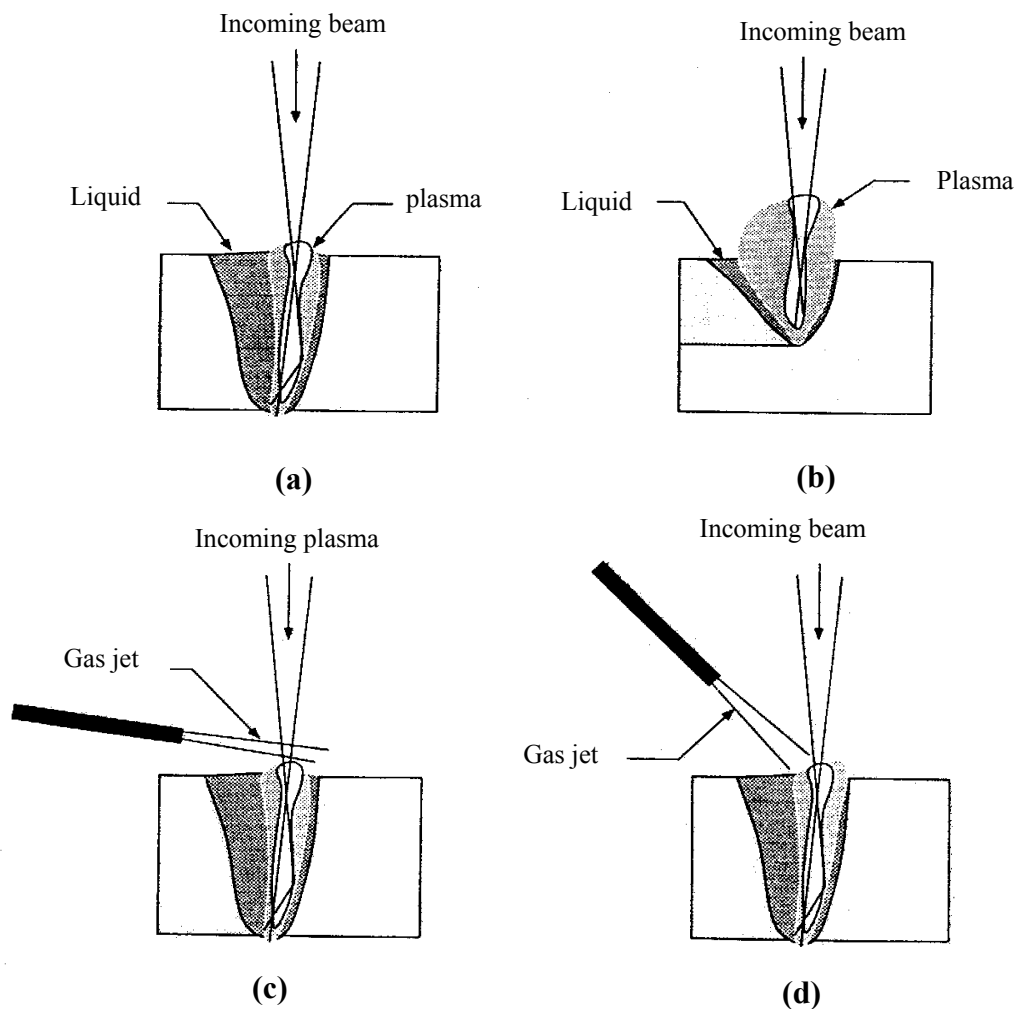 Incoming beam
Liquid
plasma
(a)
Incoming beam
Liquid
Plasma
(b)
Incoming plasma
Gas jet
(c)
Incoming beam
Gas jet
(d)